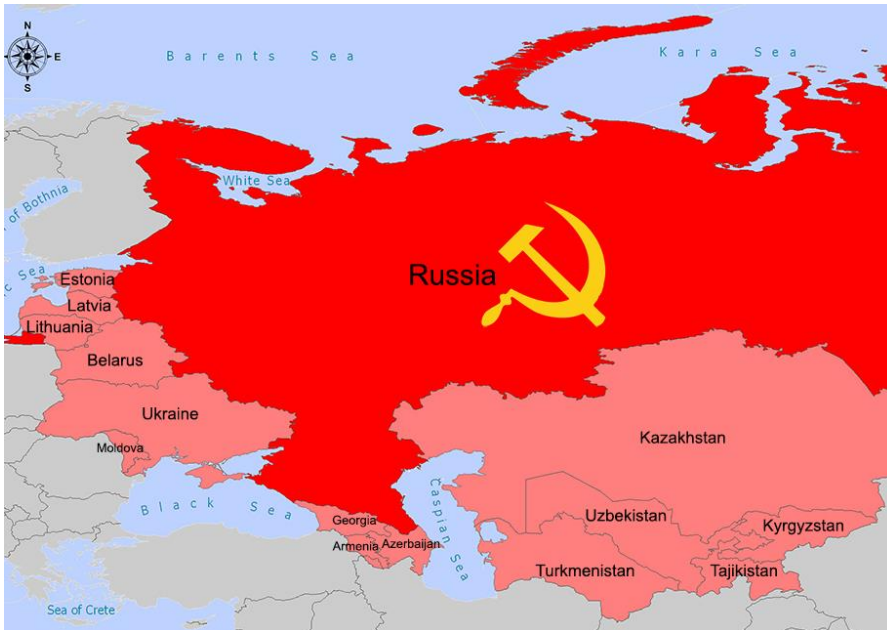 N
E
S
Barents Sea
Kara Sea
White Sea
of Bothnia
Sea
Estonia
Latvia
Lithuania
Belarus
Ukraine
Moldova
Russia
Kazakhstan
Black Sea
Caspian Sea
Georgia
Armenia
Azerbaijan
Uzbekistan
Kyrgyzstan
Turkmenistan
Tajikistan
Sea of Crete